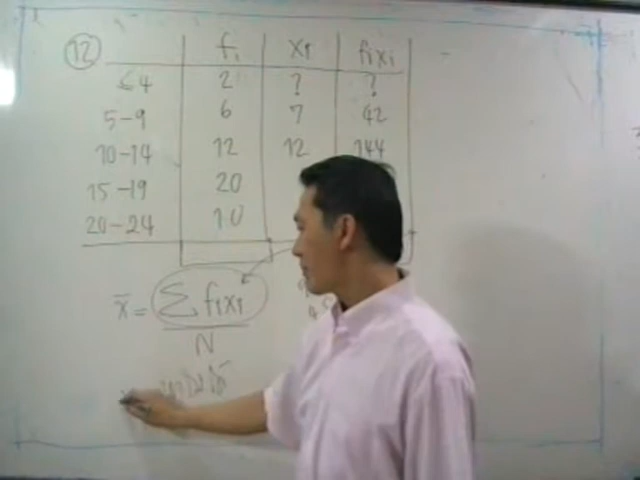 12 fi xi fixi
≤4 2 ? ?
5-9 6 7 42
10-14 12 12 144
15-19 20
20-24 10
x̄ = Σ fixi
N